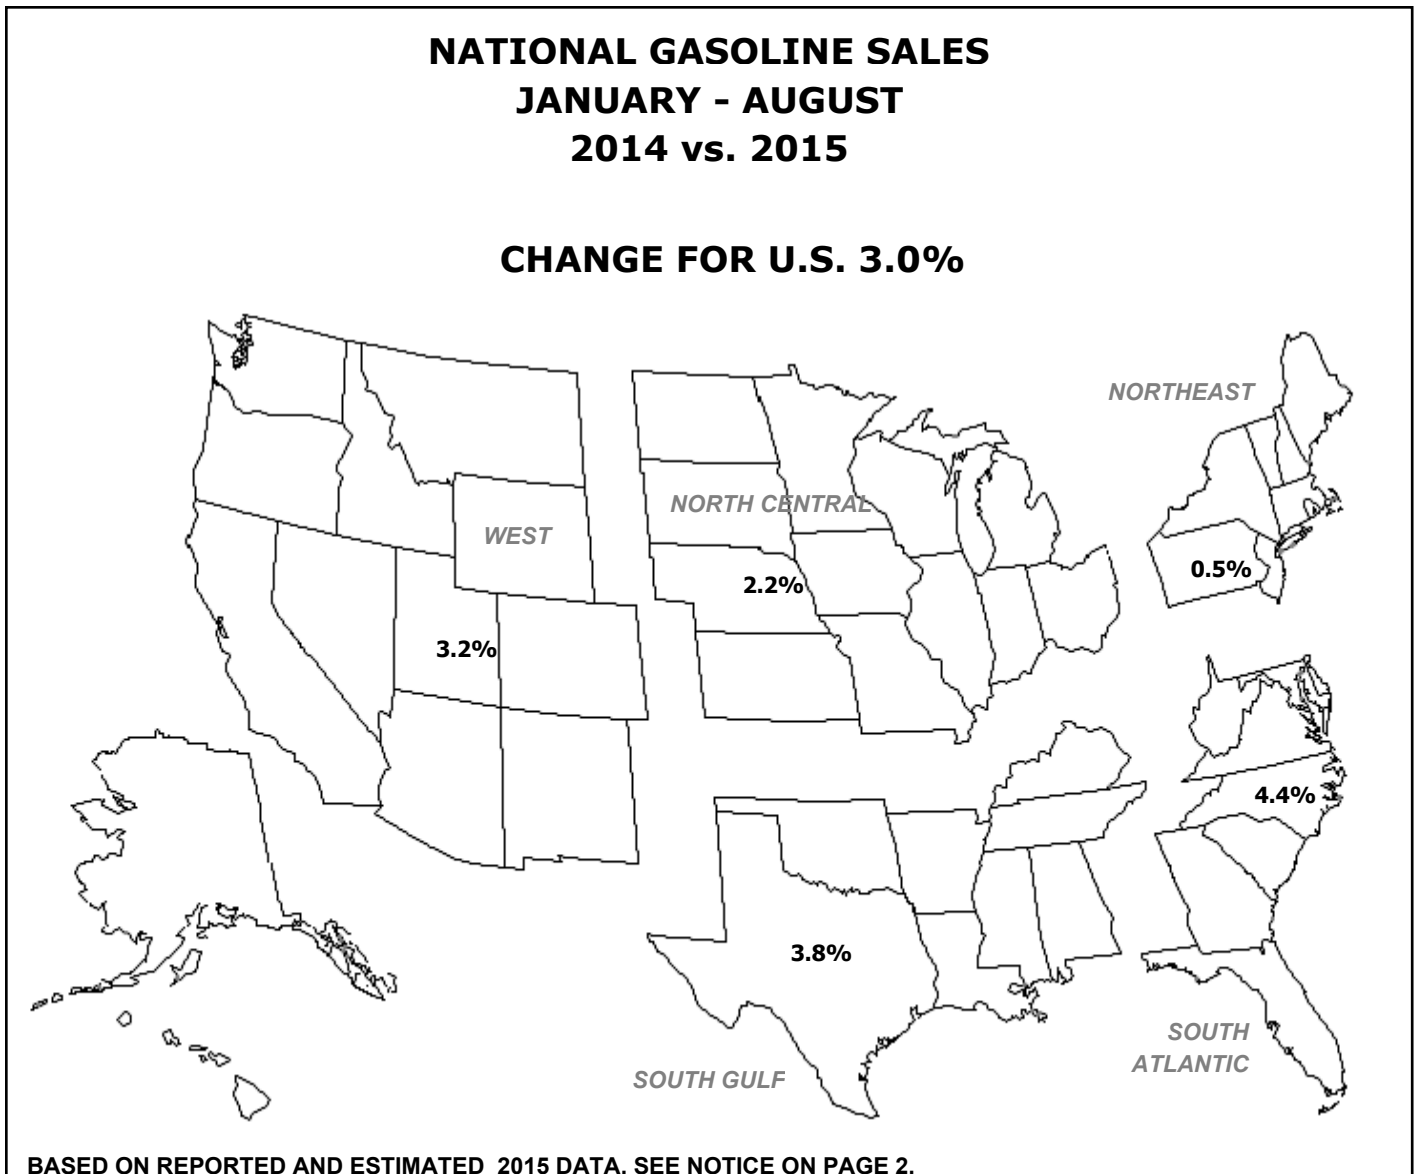 NATIONAL GASOLINE SALES
JANUARY - AUGUST
2014 vs. 2015
CHANGE FOR U.S. 3.0%
NORTHEAST
NORTH CENTRAL
WEST
0.5%
2.2%
3.2%
4.4%
3.8%
SOUTH
ATLANTIC
SOUTH GULF
BASED ON REPORTED AND ESTIMATED  2015 DATA. SEE NOTICE ON PAGE 2.